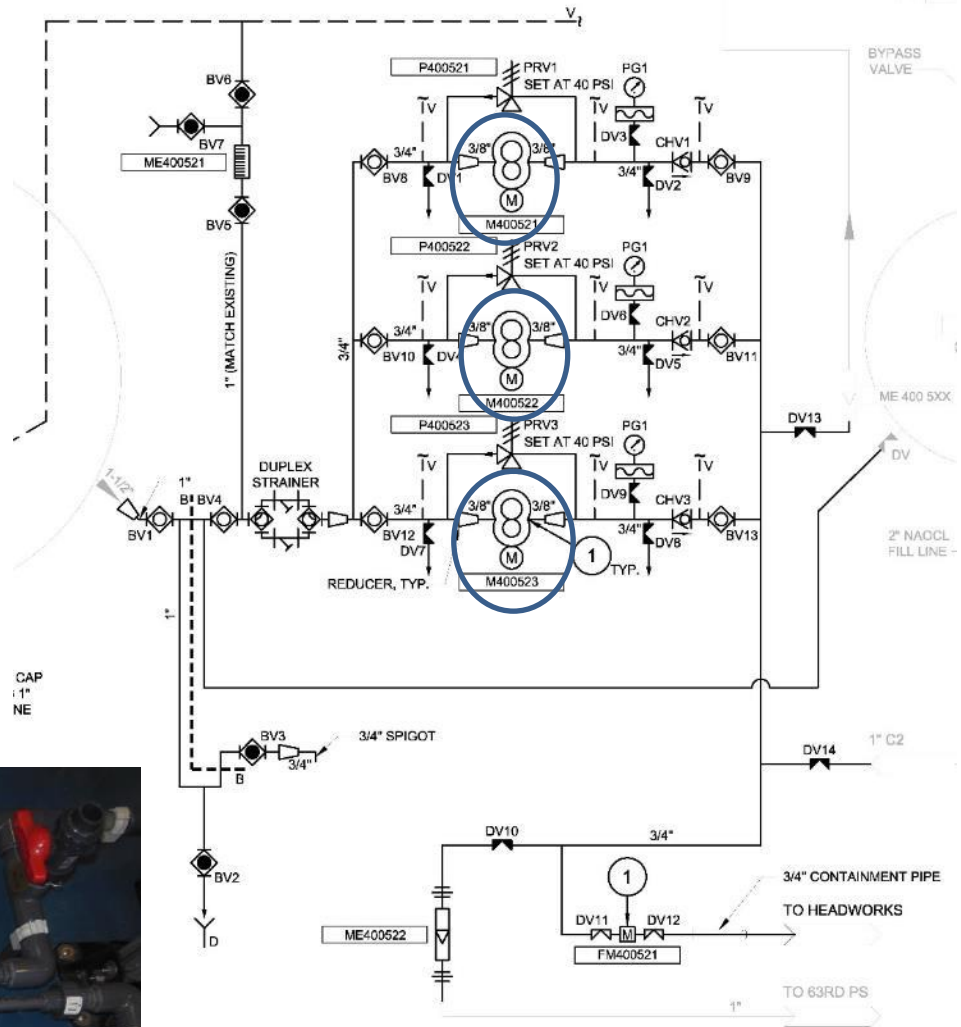 V
BYPASS
VALVE
P400521
PRV1
SET AT 40 PSI
PG1
BV6
BV7
ME400521
BV5
V
V
V
DV3
CHV1
3/4"
3/8"
3/8"
3/4"
BV8
DV1
M
DV2
BV9
M400521
P400522
PRV2
SET AT 40 PSI
PG1
1" (MATCH EXISTING)
3/4"
V
V
V
DV6
CHV2
3/4"
3/8"
3/8"
3/4"
BV10
DV4
M
DV5
BV11
M400522
ME 400 5XX
P400523
PRV3
SET AT 40 PSI
PG1
DV13
DV
1-1/2"
1"
B
BV4
DUPLEX
STRAINER
V
V
V
DV9
CHV3
3/4"
3/8"
3/8"
3/4"
BV1
BV12
DV7
M
1
TYP.
DV8
BV13
2" NAOCL
FILL LINE
REDUCER, TYP.
M400523
1"
CAP
1"
NE
BV3
3/4" SPIGOT
3/4"
B
DV14
1" C2
DV10
3/4"
BV2
1
3/4" CONTAINMENT PIPE
TO HEADWORKS
DV11
M
DV12
ME400522
FM400521
D
TO 63RD PS
1"